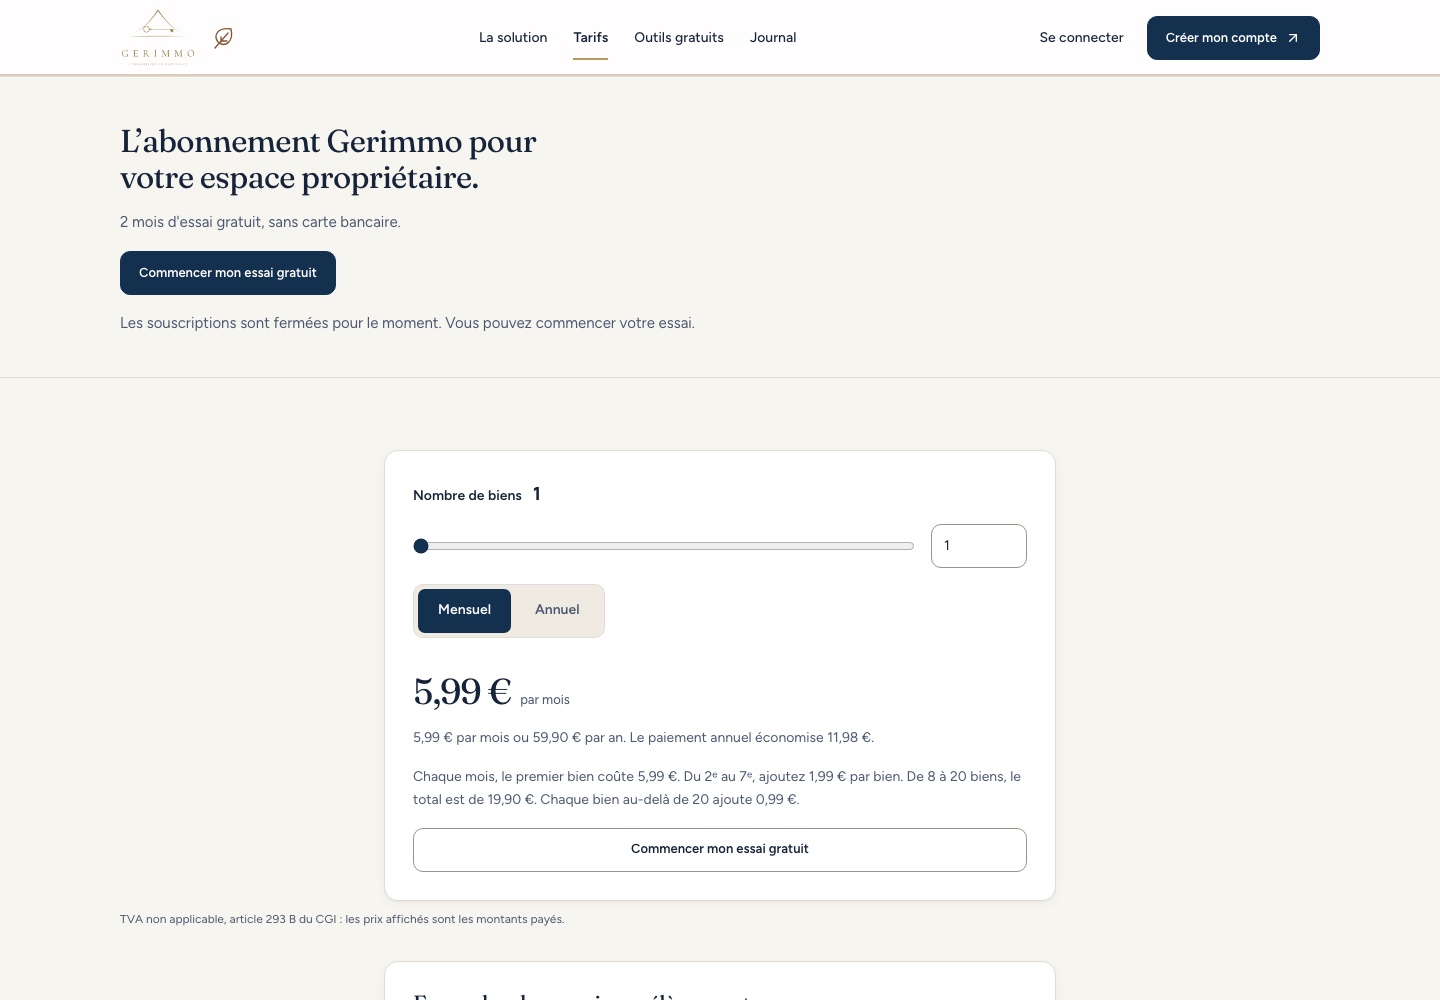 GERIMMO
La solution
Tarifs
Outils gratuits
Journal
Se connecter
Créer mon compte
L’abonnement Gerimmo pour
votre espace propriétaire.
2 mois d'essai gratuit, sans carte bancaire.
Commencer mon essai gratuit
Les souscriptions sont fermées pour le moment. Vous pouvez commencer votre essai.
Nombre de biens 1
1
Mensuel
Annuel
5,99 € par mois
5,99 € par mois ou 59,90 € par an. Le paiement annuel économise 11,98 €.
Chaque mois, le premier bien coûte 5,99 €. Du 2ᵉ au 7ᵉ, ajoutez 1,99 € par bien. De 8 à 20 biens, le
total est de 19,90 €. Chaque bien au-delà de 20 ajoute 0,99 €.
Commencer mon essai gratuit
TVA non applicable, article 293 B du CGI : les prix affichés sont les montants payés.